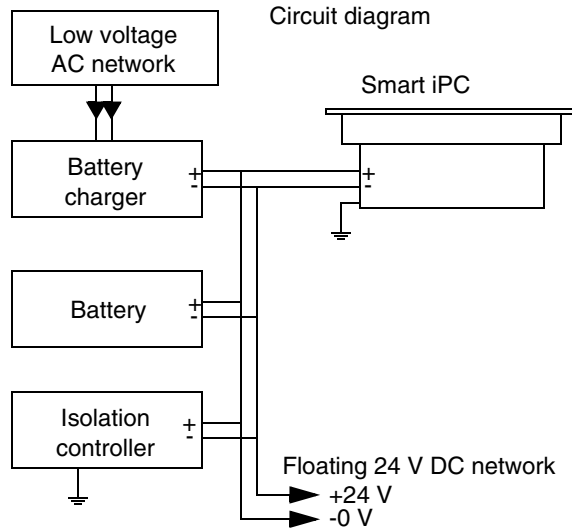 Circuit diagram
Low voltage
AC network
Smart iPC
Battery
charger
+
-
+
-
Battery
+
-
Isolation
controller
+
-
Floating 24 V DC network
+24 V
-0 V